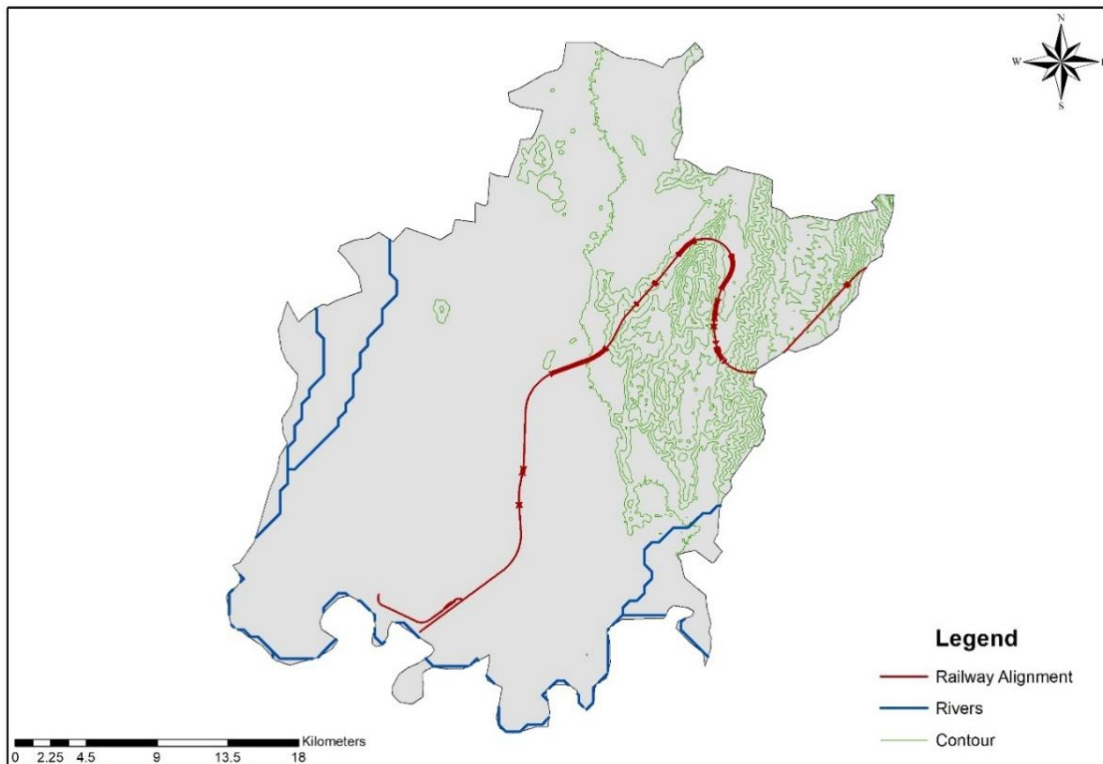 N
W
S
Legend
Railway Alignment
Rivers
Contour
Kilometers
0 2.25 4.5 9 13.5 18